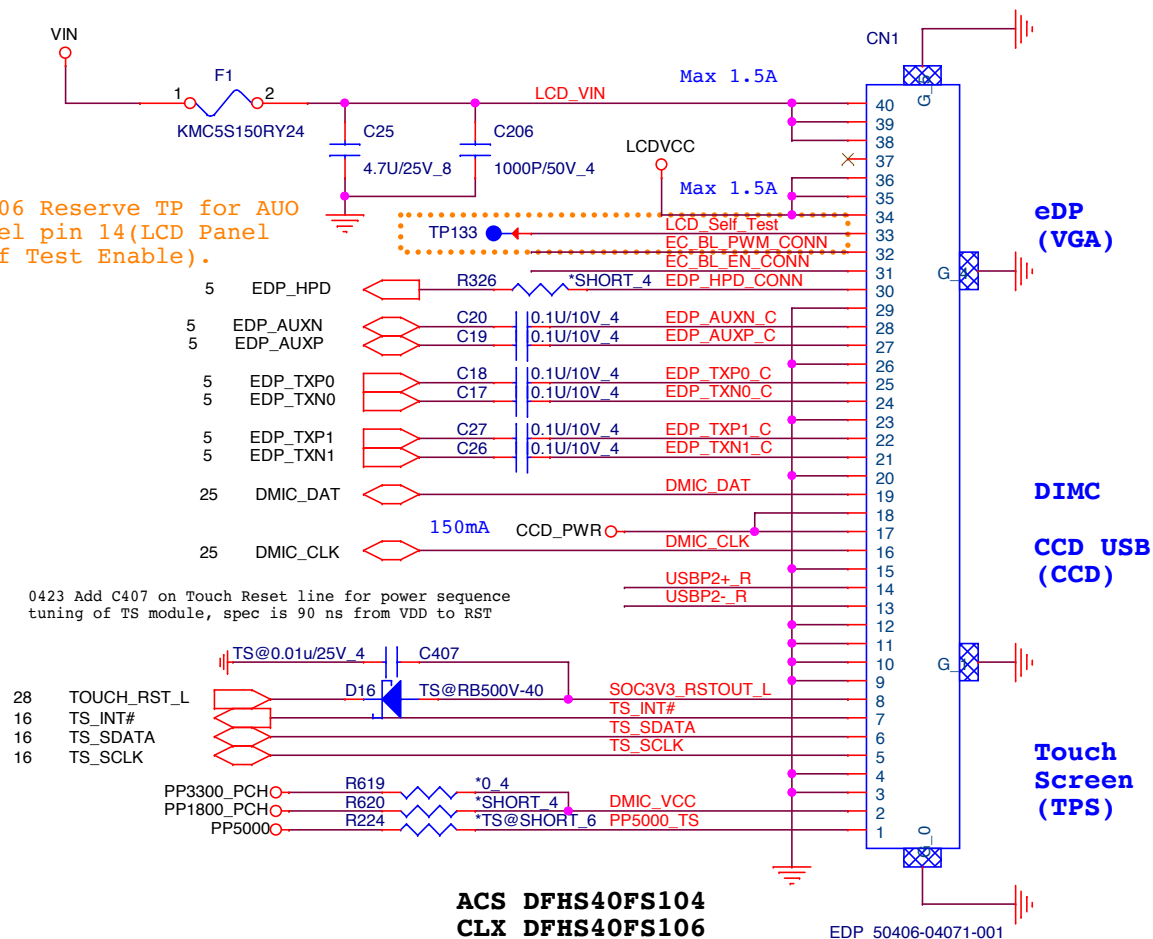 VIN
CN1
F1
1
2
LCD_VIN
Max 1.5A
G_5
KMC5S150RY24
C25
C206
4.7U/25V_8
1000P/50V_4
LCDVCC
Max 1.5A
40
39
38
37
36
35
34
33
32
31
30
29
28
27
26
25
24
23
22
21
20
19
18
17
16
15
14
13
12
11
10
9
8
7
6
5
4
3
2
1
06 Reserve TP for AUO
el pin 14(LCD Panel
f Test Enable).
TP133
LCD_Self_Test
EC_BL_PWM_CONN
EC_BL_EN_CONN
eDP
(VGA)
5 EDP_HPD R326 *SHORT_4 EDP_HPD_CONN
5 EDP_AUXN C20 0.1U/10V_4 EDP_AUXN_C
5 EDP_AUXP C19 0.1U/10V_4 EDP_AUXP_C
5 EDP_TXP0 C18 0.1U/10V_4 EDP_TXP0_C
5 EDP_TXN0 C17 0.1U/10V_4 EDP_TXN0_C
5 EDP_TXP1 C27 0.1U/10V_4 EDP_TXP1_C
5 EDP_TXN1 C26 0.1U/10V_4 EDP_TXN1_C
25 DMIC_DAT DMIC_DAT
DIMC
150mA CCD_PWR
25 DMIC_CLK DMIC_CLK
CCD USB
(CCD)
USBP2+_R
USBP2-_R
0423 Add C407 on Touch Reset line for power sequence
tuning of TS module, spec is 90 ns from VDD to RST
TS@0.01u/25V_4 C407
28 TOUCH_RST_L D16 TS@RB500V-40 SOC3V3_RSTOUT_L
16 TS_INT# TS_INT#
16 TS_SDATA TS_SDATA
16 TS_SCLK TS_SCLK
Touch
Screen
(TPS)
PP3300_PCH R619 *0_4
PP1800_PCH R620 *SHORT_4 DMIC_VCC
PP5000 R224 *TS@SHORT_6 PP5000_TS
G_0
ACS DFHS40FS104
CLX DFHS40FS106
EDP 50406-04071-001